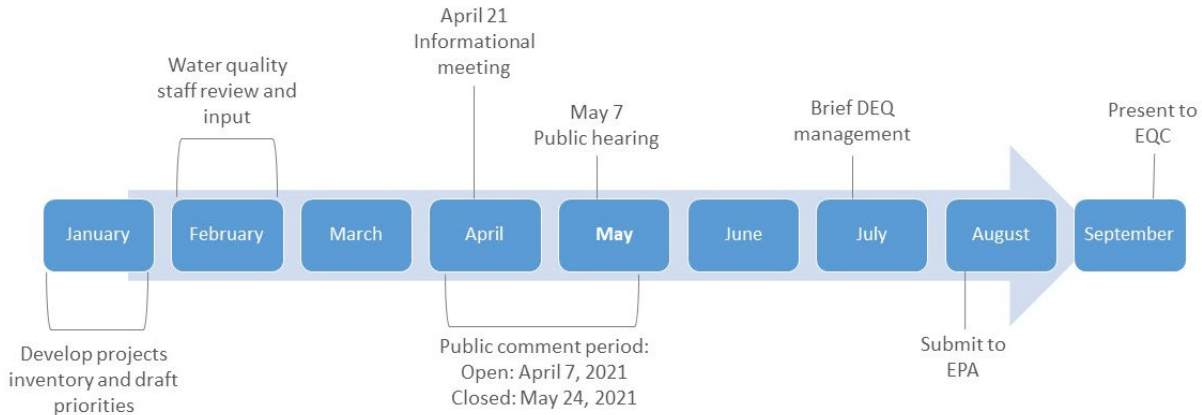 April 21
Informational
meeting
Water quality
staff review and
input
May 7
Public hearing
Brief DEQ
management
Present to
EQC
January
February
March
April
May
June
July
August
September
Develop projects
inventory and draft
priorities
Public comment period:
Open: April 7, 2021
Closed: May 24, 2021
Submit to
EPA